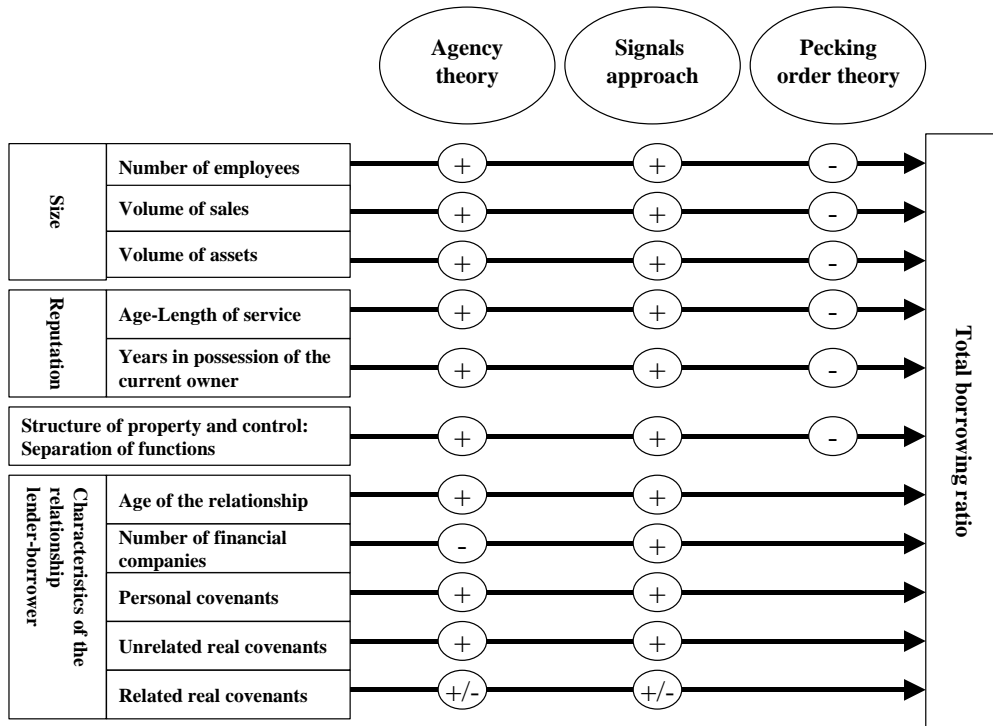 Agency
theory
Signals
approach
Pecking
order theory
Size
Number of employees
+ + -
Volume of sales
+ + -
Volume of assets
+ + -
Reputation
Age-Length of service
+ + -
Years in possession of the
current owner
+ + -
Structure of property and control:
Separation of functions
+ + -
Characteristics of the
relationship
lender-borrower
Age of the relationship
+ +
Number of financial
companies
- +
Personal covenants
+ +
Unrelated real covenants
+ +
Related real covenants
+/- +/-
Total borrowing ratio